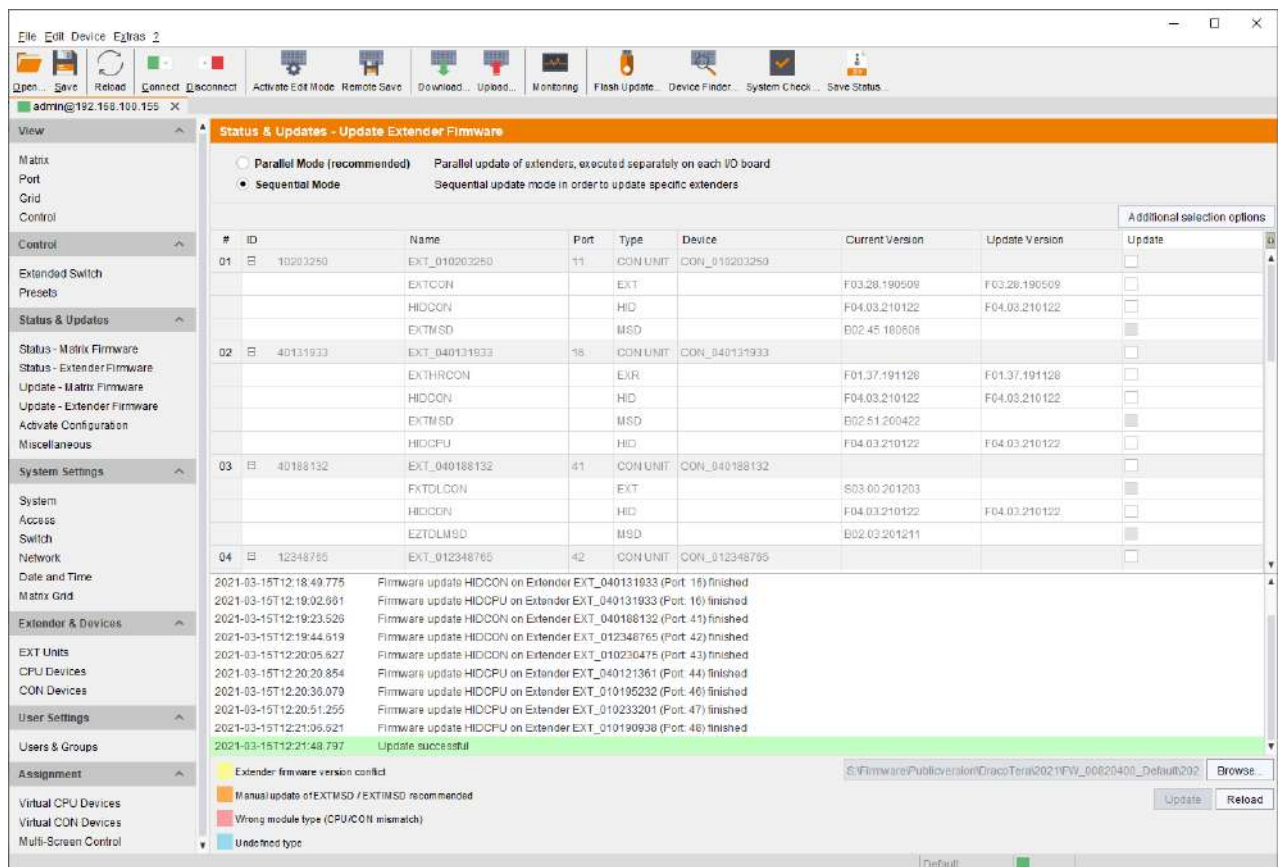 File Edit Device Extras ?
Open... Save Reload Connect Disconnect Activate Edit Mode Remote Save Download... Upload... Monitoring Flash Update... Device Finder... System Check... Save Status...
admin@192.168.100.155 X
View
Matrix
Port
Grid
Control
Control
Extended Switch
Presets
Status & Updates
Status - Matrix Firmware
Status - Extender Firmware
Update - Matrix Firmware
Update - Extender Firmware
Activate Configuration
Miscellaneous
System Settings
System
Access
Switch
Network
Date and Time
Matrix Grid
Extender & Devices
EXT Units
CPU Devices
CON Devices
User Settings
Users & Groups
Assignment
Virtual CPU Devices
Virtual CON Devices
Multi-Screen Control
Status & Updates - Update Extender Firmware
Parallel Mode (recommended) Parallel update of extenders, executed separately on each I/O board
Sequential Mode Sequential update mode in order to update specific extenders
Additional selection options
# ID Name Port Type Device Current Version Update Version Update
01 10203250 EXT_010203250 11 CON UNIT CON_010203250
EXTCON EXT F03.28.190509 F03.28.190509
HIDCON HID F04.03.210122 F04.03.210122
EXTMSD MSD B02.45.180606
02 40131933 EXT_040131933 16 CON UNIT CON_040131933
EXTHRCON EXR F01.37.191128 F01.37.191128
HIDCON HID F04.03.210122 F04.03.210122
EXTMSD MSD B02.51.200422
HIDCPU HID F04.03.210122 F04.03.210122
03 40188132 EXT_040188132 41 CON UNIT CON_040188132
EXT S03.00.201203
HIDCON HID F04.03.210122 F04.03.210122
EZTDLMSD MSD B02.03.201211
04 12348765 EXT_012348765 42 CON UNIT CON_012348765
2021-03-15T12:18:49.775 Firmware update HIDCON on Extender EXT_040131933 (Port: 16) finished
2021-03-15T12:19:02.661 Firmware update HIDCPU on Extender EXT_040131933 (Port: 16) finished
2021-03-15T12:19:23.526 Firmware update HIDCON on Extender EXT_040188132 (Port: 41) finished
2021-03-15T12:19:44.619 Firmware update HIDCON on Extender EXT_012348765 (Port: 42) finished
2021-03-15T12:20:05.627 Firmware update HIDCON on Extender EXT_010230475 (Port: 43) finished
2021-03-15T12:20:20.854 Firmware update HIDCPU on Extender EXT_040121361 (Port: 44) finished
2021-03-15T12:20:36.079 Firmware update HIDCPU on Extender EXT_010195232 (Port: 46) finished
2021-03-15T12:20:51.255 Firmware update HIDCPU on Extender EXT_010233201 (Port: 47) finished
2021-03-15T12:21:06.521 Firmware update HIDCPU on Extender EXT_010190938 (Port: 48) finished
2021-03-15T12:21:48.797 Update successful
Extender firmware version conflict
S:\Firmware\Publicversion\DracoTera\2021\FW_00820400_Default\202 Browse...
Manual update of EXTMSD / EXTIMSD recommended
Update Reload
Wrong module type (CPU/CON mismatch)
Undefined type
Default